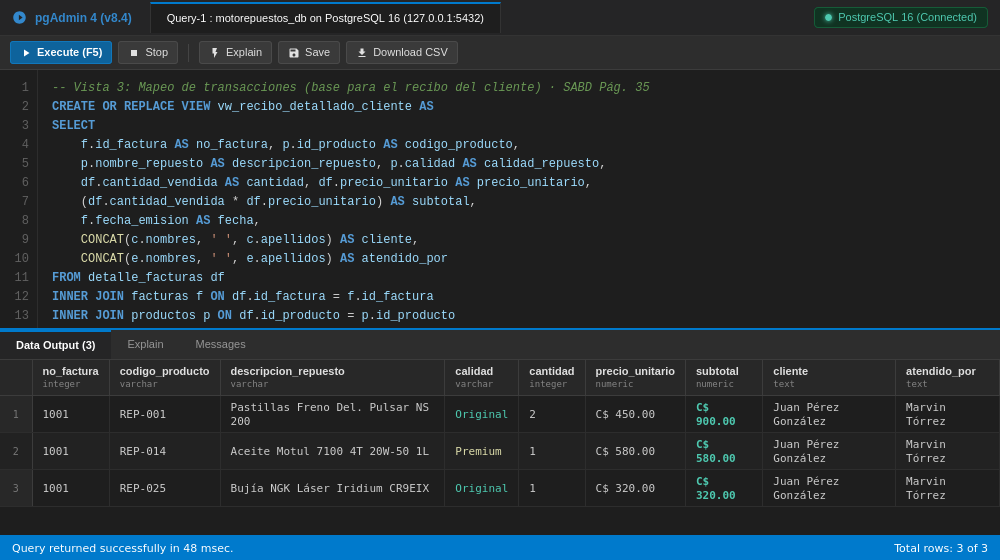 pgAdmin 4 (v8.4)
Query-1 : motorepuestos_db on PostgreSQL 16 (127.0.0.1:5432)
PostgreSQL 16 (Connected)
Execute (F5)
Stop
Explain
Save
Download CSV
1 -- Vista 3: Mapeo de transacciones (base para el recibo del cliente) · SABD Pág. 35
2 CREATE OR REPLACE VIEW vw_recibo_detallado_cliente AS
3 SELECT
4 f.id_factura AS no_factura, p.id_producto AS codigo_producto,
5 p.nombre_repuesto AS descripcion_repuesto, p.calidad AS calidad_repuesto,
6 df.cantidad_vendida AS cantidad, df.precio_unitario AS precio_unitario,
7 (df.cantidad_vendida * df.precio_unitario) AS subtotal,
8 f.fecha_emision AS fecha,
9 CONCAT(c.nombres, ' ', c.apellidos) AS cliente,
10 CONCAT(e.nombres, ' ', e.apellidos) AS atendido_por
11 FROM detalle_facturas df
12 INNER JOIN facturas f ON df.id_factura = f.id_factura
13 INNER JOIN productos p ON df.id_producto = p.id_producto
Data Output (3)
Explain
Messages
no_factura codigo_producto descripcion_repuesto calidad cantidad precio_unitario subtotal cliente atendido_por
integer varchar varchar varchar integer numeric numeric text text
1 1001 REP-001 Pastillas Freno Del. Pulsar NS 200 Original 2 C$ 450.00 C$ 900.00 Juan Pérez González Marvin Tórrez
2 1001 REP-014 Aceite Motul 7100 4T 20W-50 1L Premium 1 C$ 580.00 C$ 580.00 Juan Pérez González Marvin Tórrez
3 1001 REP-025 Bujía NGK Láser Iridium CR9EIX Original 1 C$ 320.00 C$ 320.00 Juan Pérez González Marvin Tórrez
Query returned successfully in 48 msec.
Total rows: 3 of 3